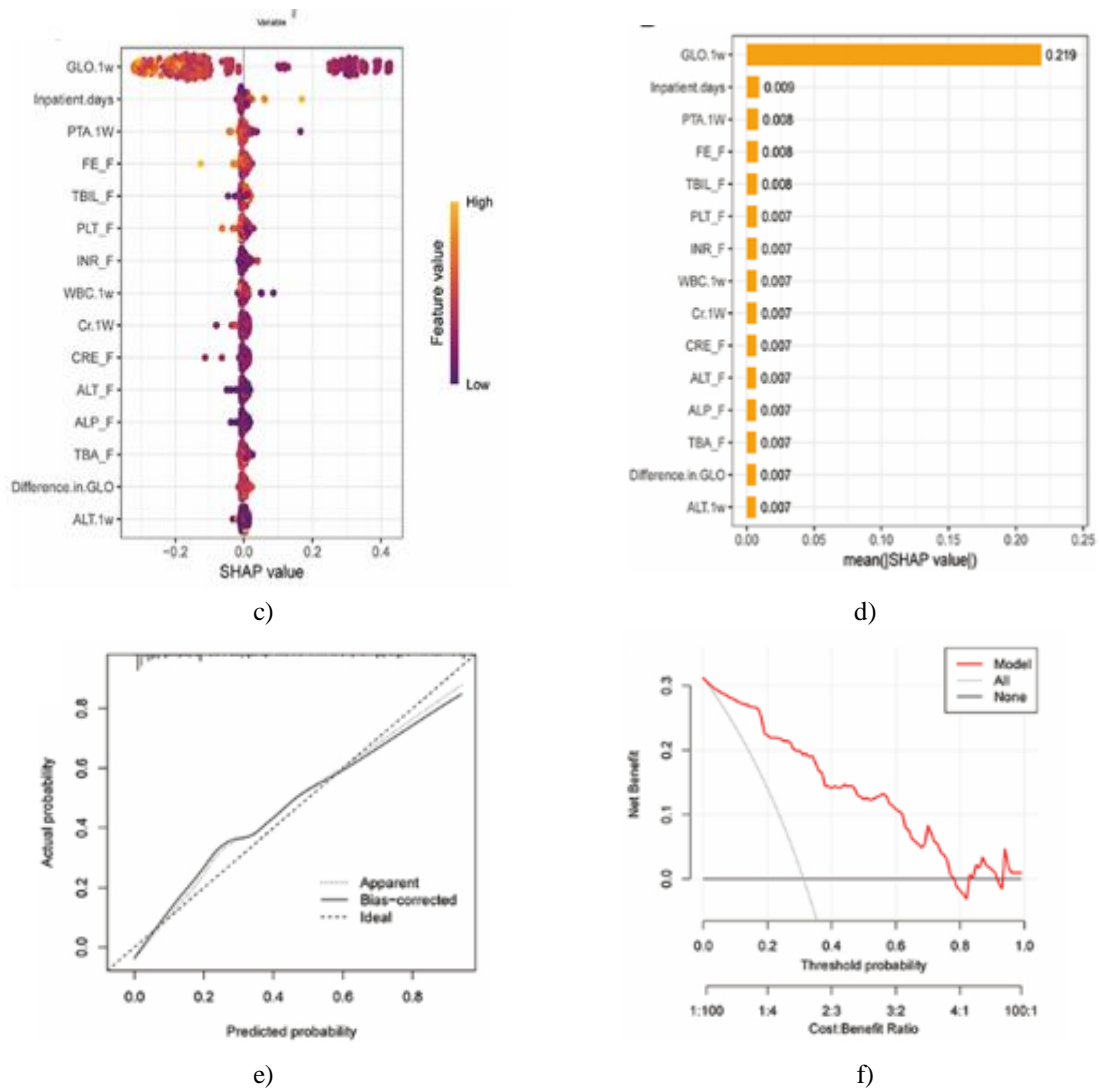 Variable
GLO.1w
Inpatient.days
PTA.1W
FE_F
TBIL_F
PLT_F
INR_F
WBC.1w
Cr.1W
CRE_F
ALT_F
ALP_F
TBA_F
Difference.in.GLO
ALT.1w
−0.2 0.0 0.2 0.4
SHAP value
High
Feature value
Low
c)
GLO.1w 0.219
Inpatient.days 0.009
PTA.1W 0.008
FE_F 0.008
TBIL_F 0.008
PLT_F 0.007
INR_F 0.007
WBC.1w 0.007
Cr.1W 0.007
CRE_F 0.007
ALT_F 0.007
ALP_F 0.007
TBA_F 0.007
Difference.in.GLO 0.007
ALT.1w 0.007
0.00 0.05 0.10 0.15 0.20 0.25
mean(|SHAP value|)
d)
Actual probability
0.8
0.6
0.4
0.2
0.0
Apparent
Bias−corrected
Ideal
0.0 0.2 0.4 0.6 0.8
Predicted probability
e)
Model
All
None
Net Benefit
0.3
0.2
0.1
0.0
0.0 0.2 0.4 0.6 0.8 1.0
Threshold probability
1:100 1:4 2:3 3:2 4:1 100:1
Cost:Benefit Ratio
f)